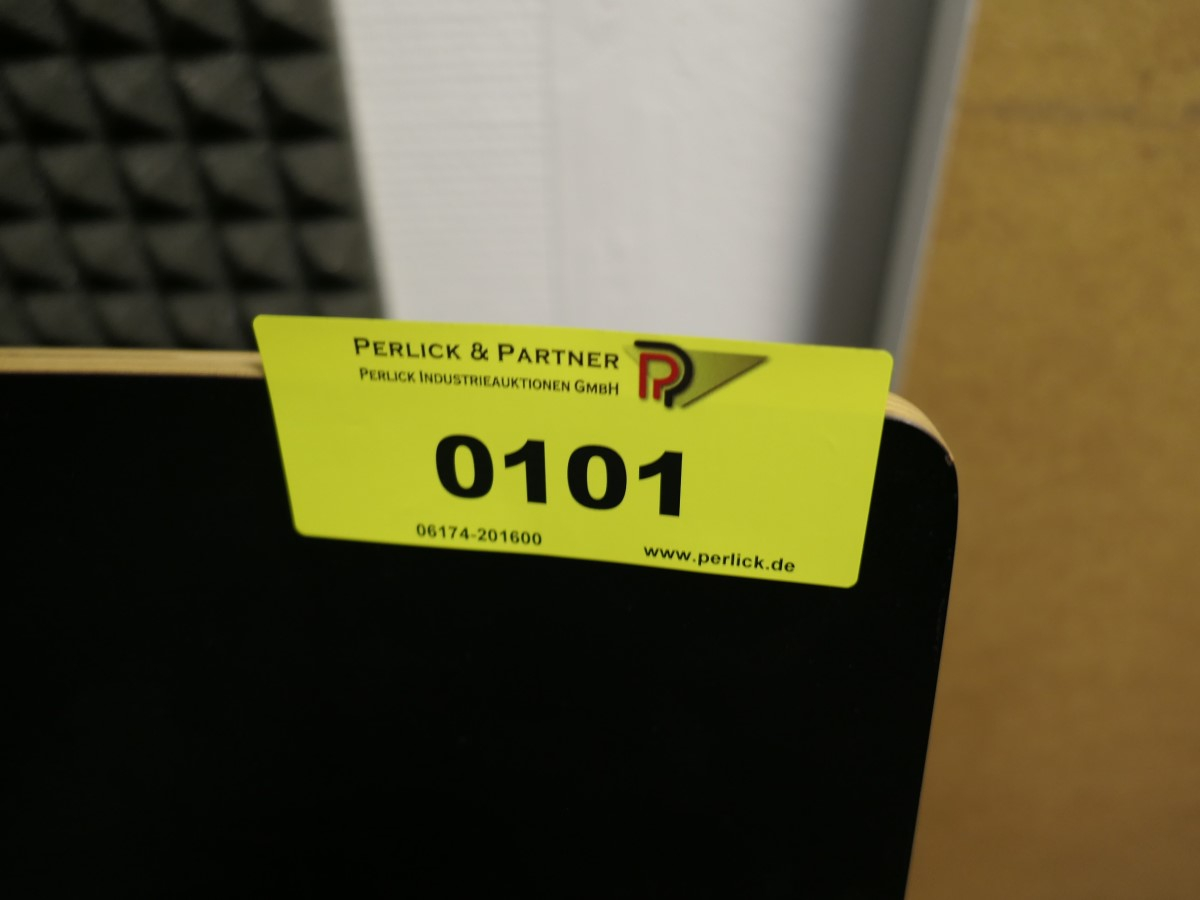 PERLICK & PARTNER
PERLICK INDUSTRIEAUKTIONEN GMBH
0101
06174-201600
www.perlick.de